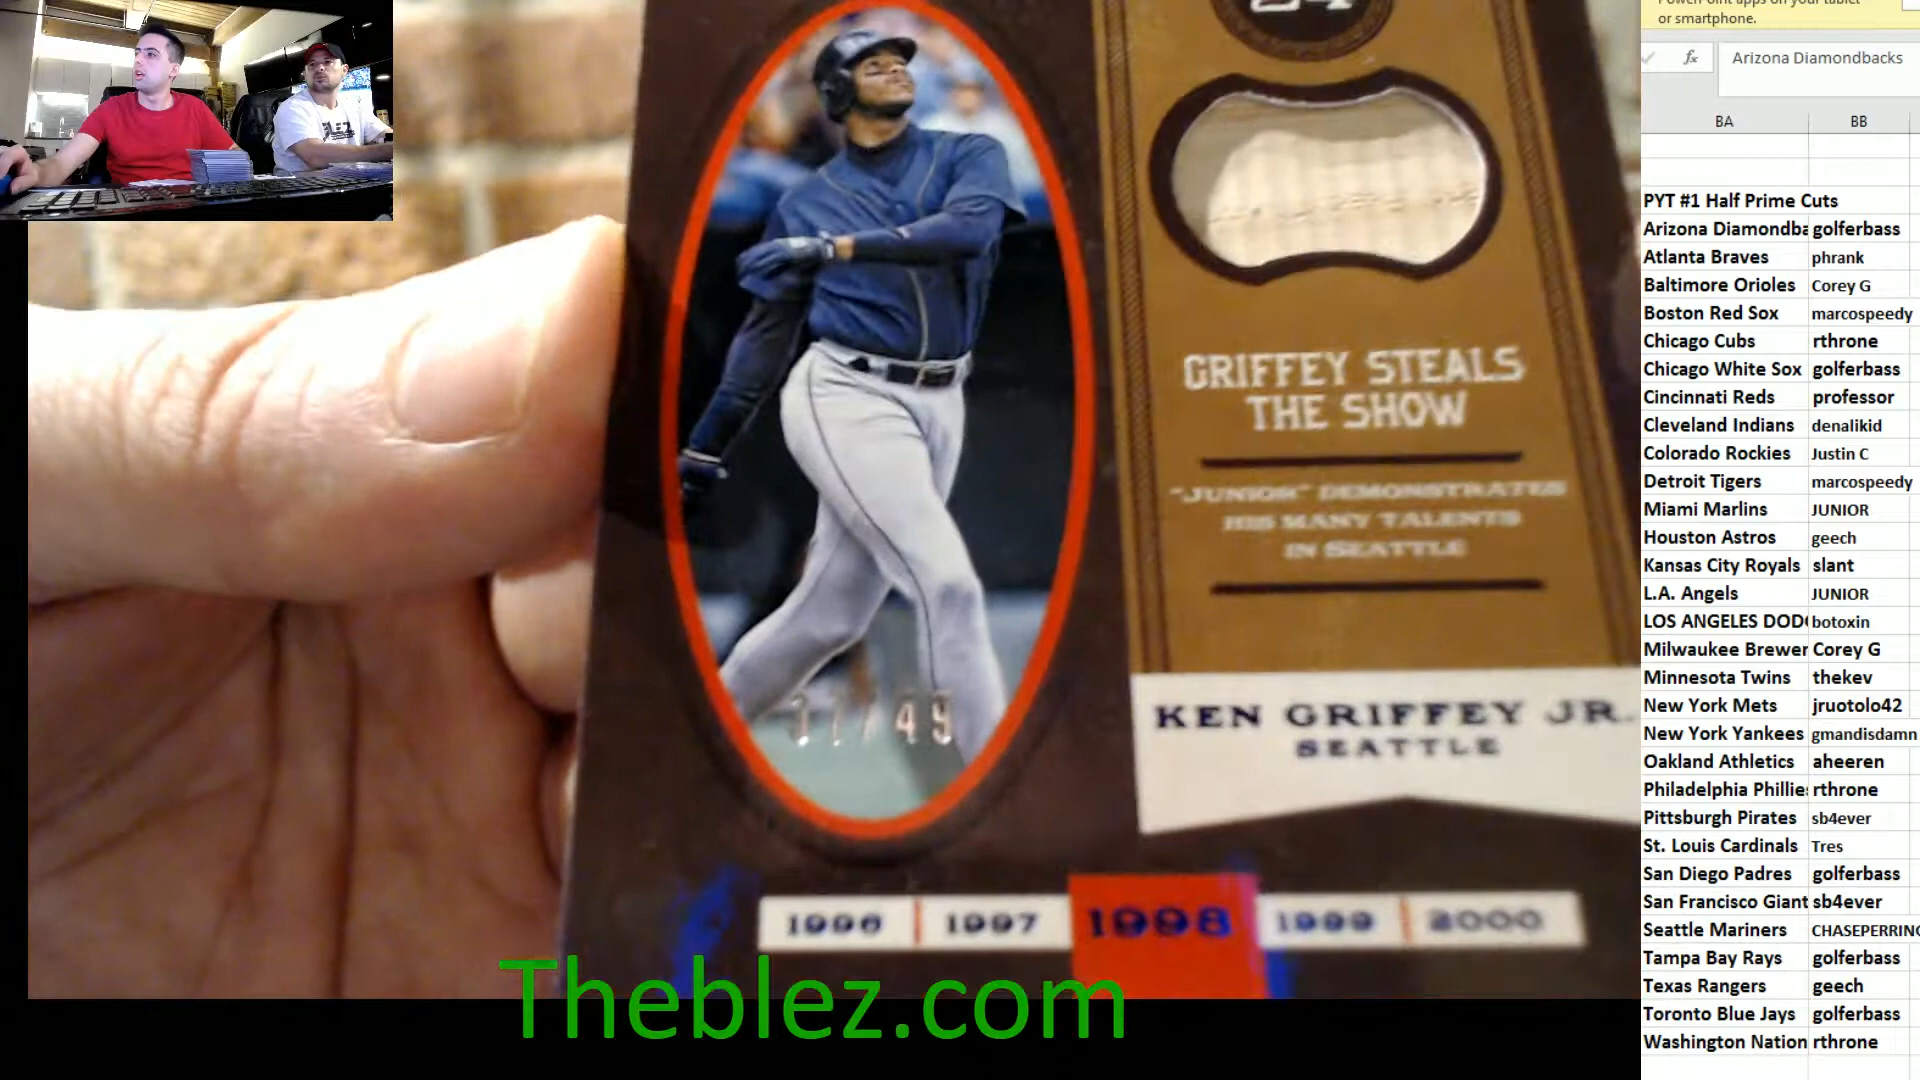 24
GRIFFEY STEALS
THE SHOW
"JUNIOR" DEMONSTRATES
HIS MANY TALENTS
IN SEATTLE
KEN GRIFFEY JR.
SEATTLE
1996 1997 1998 1999 2000
Theblez.com
or smartphone.
fx Arizona Diamondbacks
BA BB
PYT #1 Half Prime Cuts
Arizona Diamondba golferbass
Atlanta Braves phrank
Baltimore Orioles Corey G
Boston Red Sox marcospeedy
Chicago Cubs rthrone
Chicago White Sox golferbass
Cincinnati Reds professor
Cleveland Indians denalikid
Colorado Rockies Justin C
Detroit Tigers marcospeedy
Miami Marlins JUNIOR
Houston Astros geech
Kansas City Royals slant
L.A. Angels JUNIOR
LOS ANGELES DOD botoxin
Milwaukee Brewer Corey G
Minnesota Twins thekev
New York Mets jruotolo42
New York Yankees gmandisdamn
Oakland Athletics aheeren
Philadelphia Phillies rthrone
Pittsburgh Pirates sb4ever
St. Louis Cardinals Tres
San Diego Padres golferbass
San Francisco Giant sb4ever
Seattle Mariners CHASEPERRING
Tampa Bay Rays golferbass
Texas Rangers geech
Toronto Blue Jays golferbass
Washington Nation rthrone